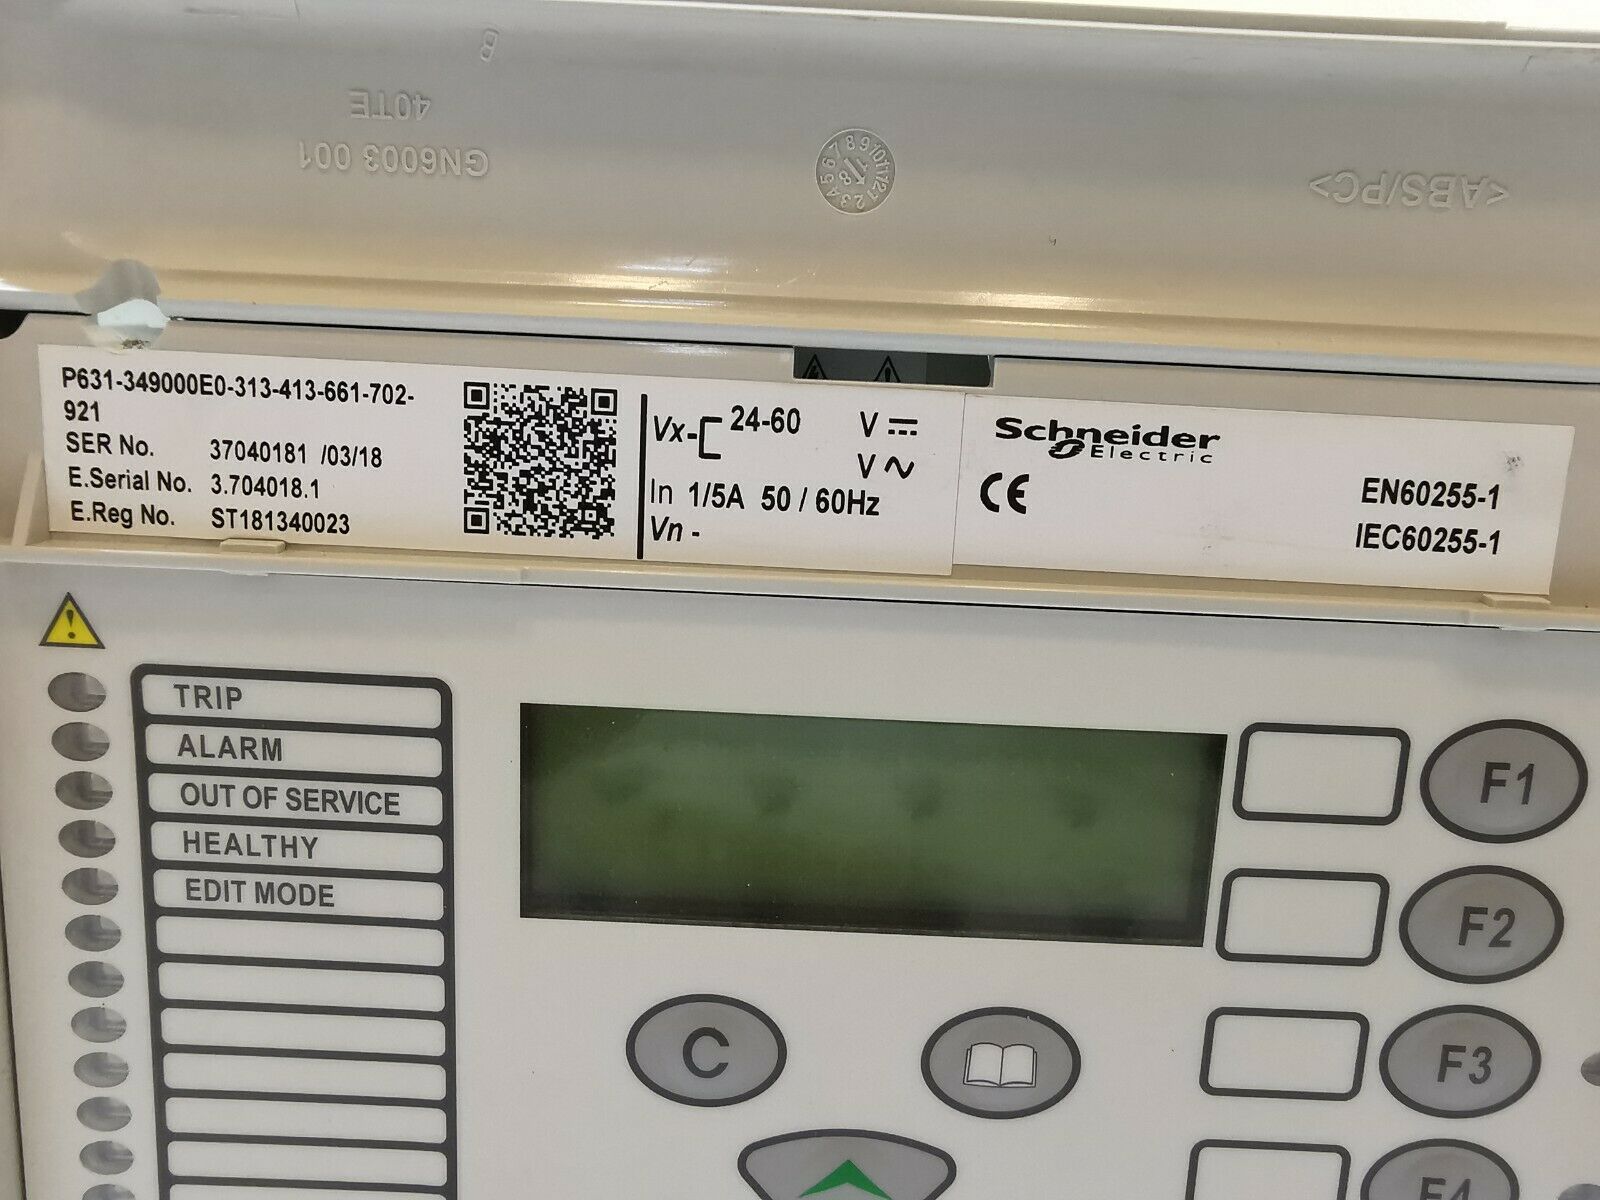 B
40TE
GN6003 001
<ABS/PC>
P631-349000E0-313-413-661-702-
921
SER No. 37040181 /03/18
E.Serial No. 3.704018.1
E.Reg No. ST181340023
Vx- 24-60 V
V
In 1/5A 50 / 60Hz
Vn -
Schneider
Electric
CE
EN60255-1
IEC60255-1
TRIP
ALARM
OUT OF SERVICE
HEALTHY
EDIT MODE
F1
F2
C
F3
F4